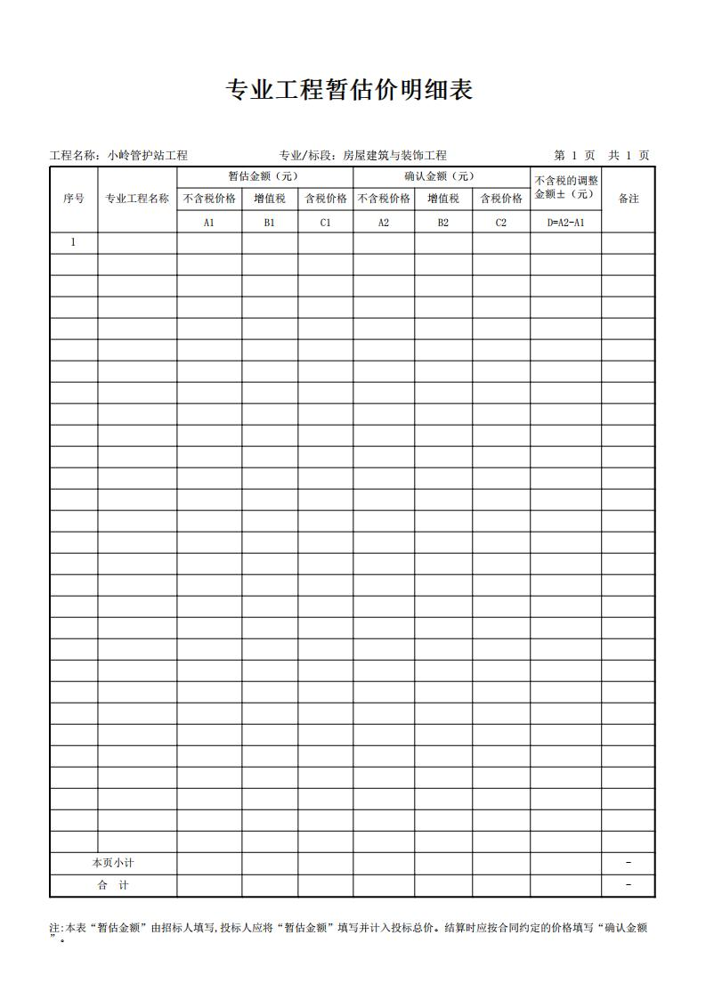 专业工程暂估价明细表
工程名称：小岭管护站工程 专业/标段：房屋建筑与装饰工程 第 1 页 共 1 页
序号 专业工程名称 暂估金额（元） 确认金额（元） 不含税的调整金额±（元） 备注
不含税价格 增值税 含税价格 不含税价格 增值税 含税价格
A1 B1 C1 A2 B2 C2 D=A2-A1
1
本页小计 -
合 计 -
注：本表“暂估金额”由招标人填写,投标人应将“暂估金额”填写并计入投标总价。结算时应按合同约定的价格填写“确认金额
”。